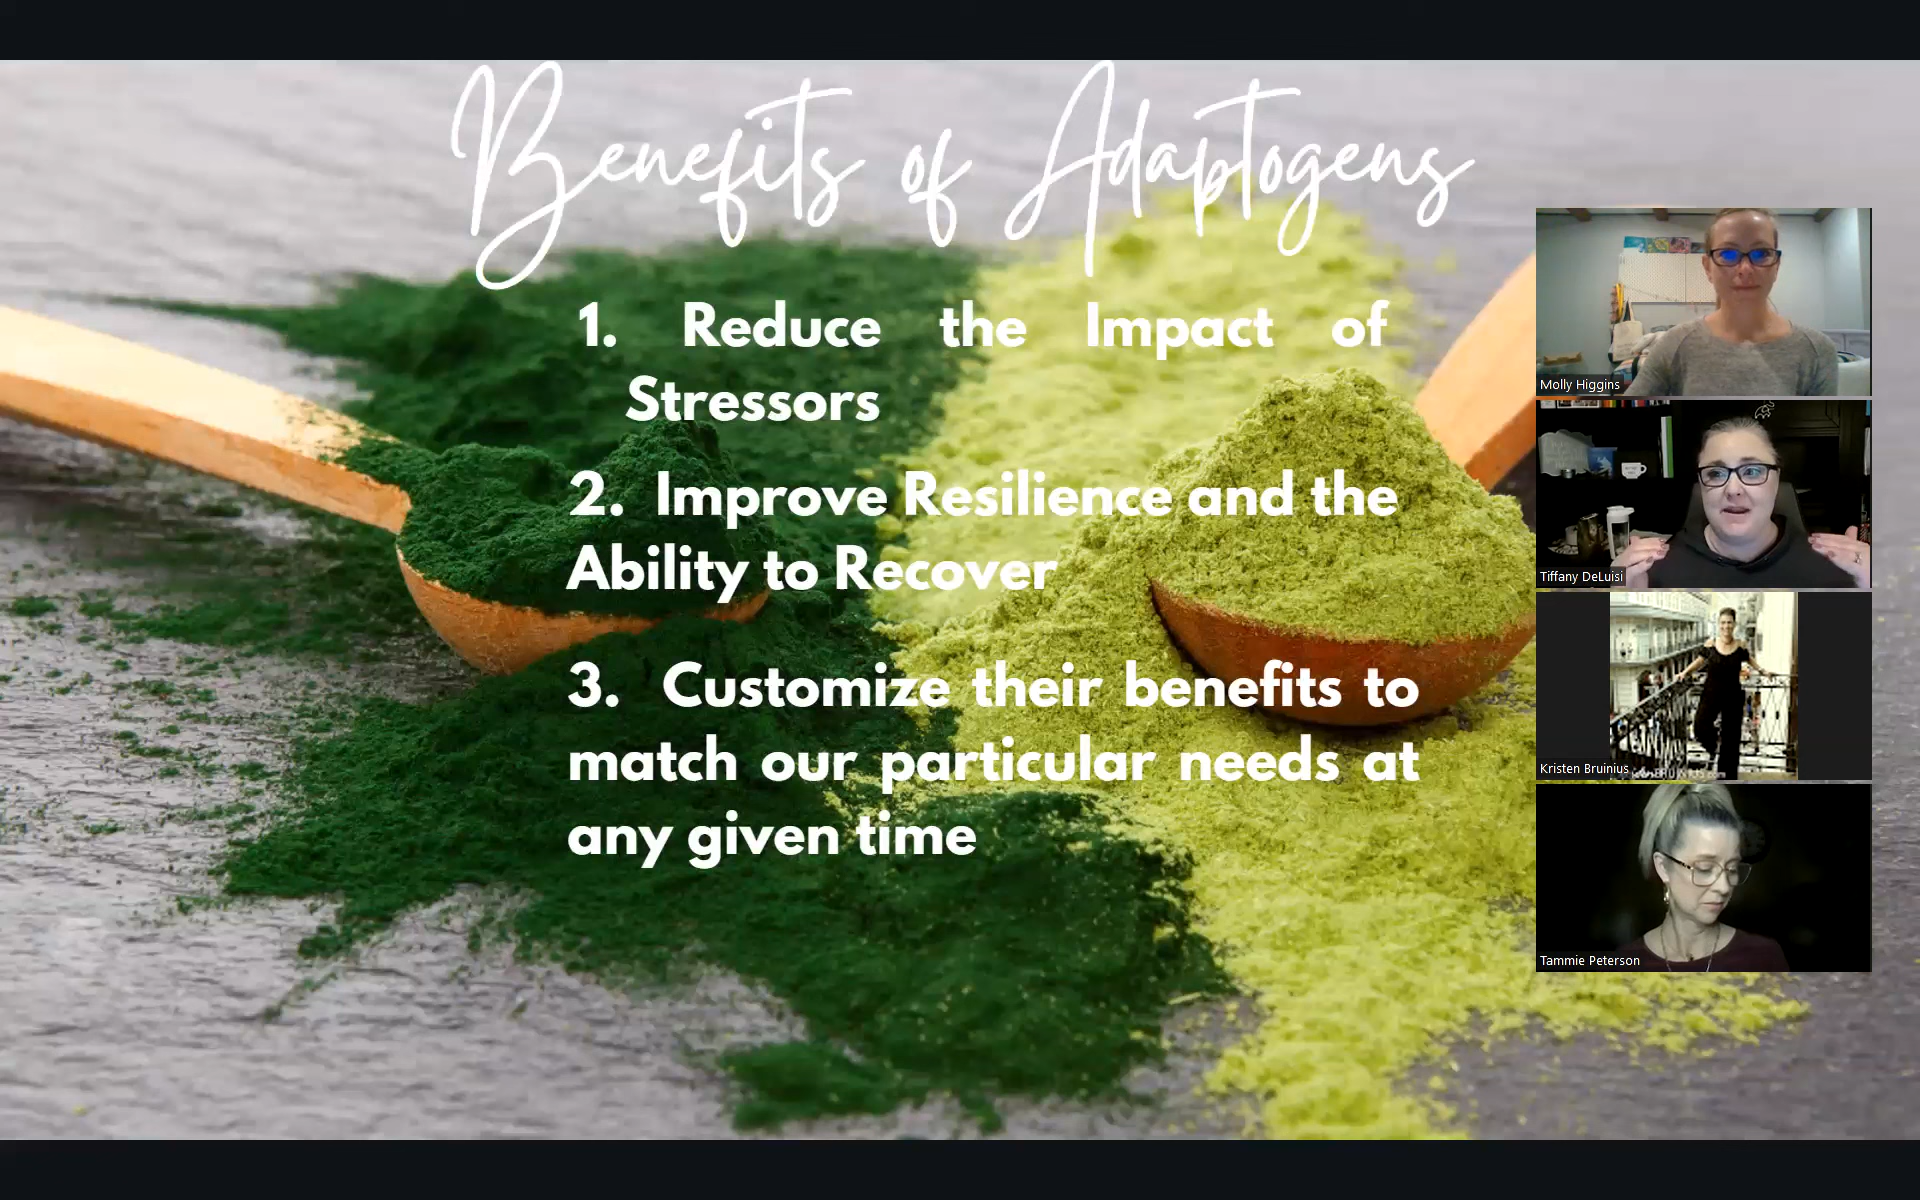 Benefits of Adaptogens
1. Reduce the Impact of
Stressors
2. Improve Resilience and the
Ability to Recover
3. Customize their benefits to
match our particular needs at
any given time
Molly Higgins
Tiffany DeLuisi
Kristen Bruinius
Tammie Peterson